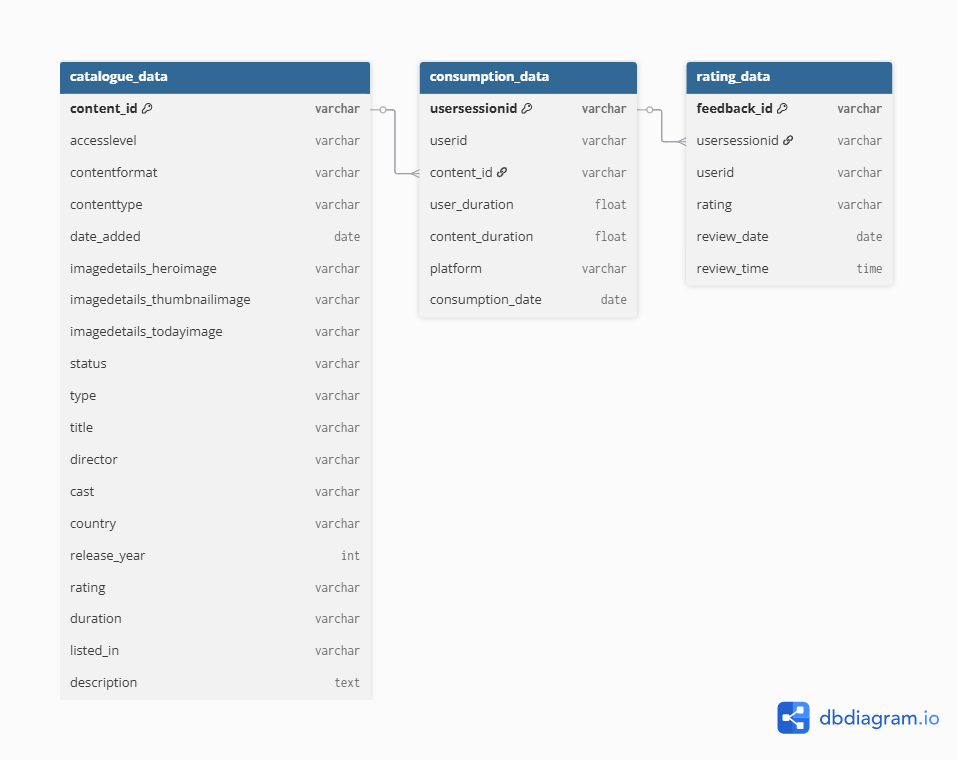 catalogue_data
content_id varchar
accesslevel varchar
contentformat varchar
contenttype varchar
date_added date
imagedetails_heroimage varchar
imagedetails_thumbnailimage varchar
imagedetails_todayimage varchar
status varchar
type varchar
title varchar
director varchar
cast varchar
country varchar
release_year int
rating varchar
duration varchar
listed_in varchar
description text
consumption_data
usersessionid varchar
userid varchar
content_id varchar
user_duration float
content_duration float
platform varchar
consumption_date date
rating_data
feedback_id varchar
usersessionid varchar
userid varchar
rating varchar
review_date date
review_time time
dbdiagram.io